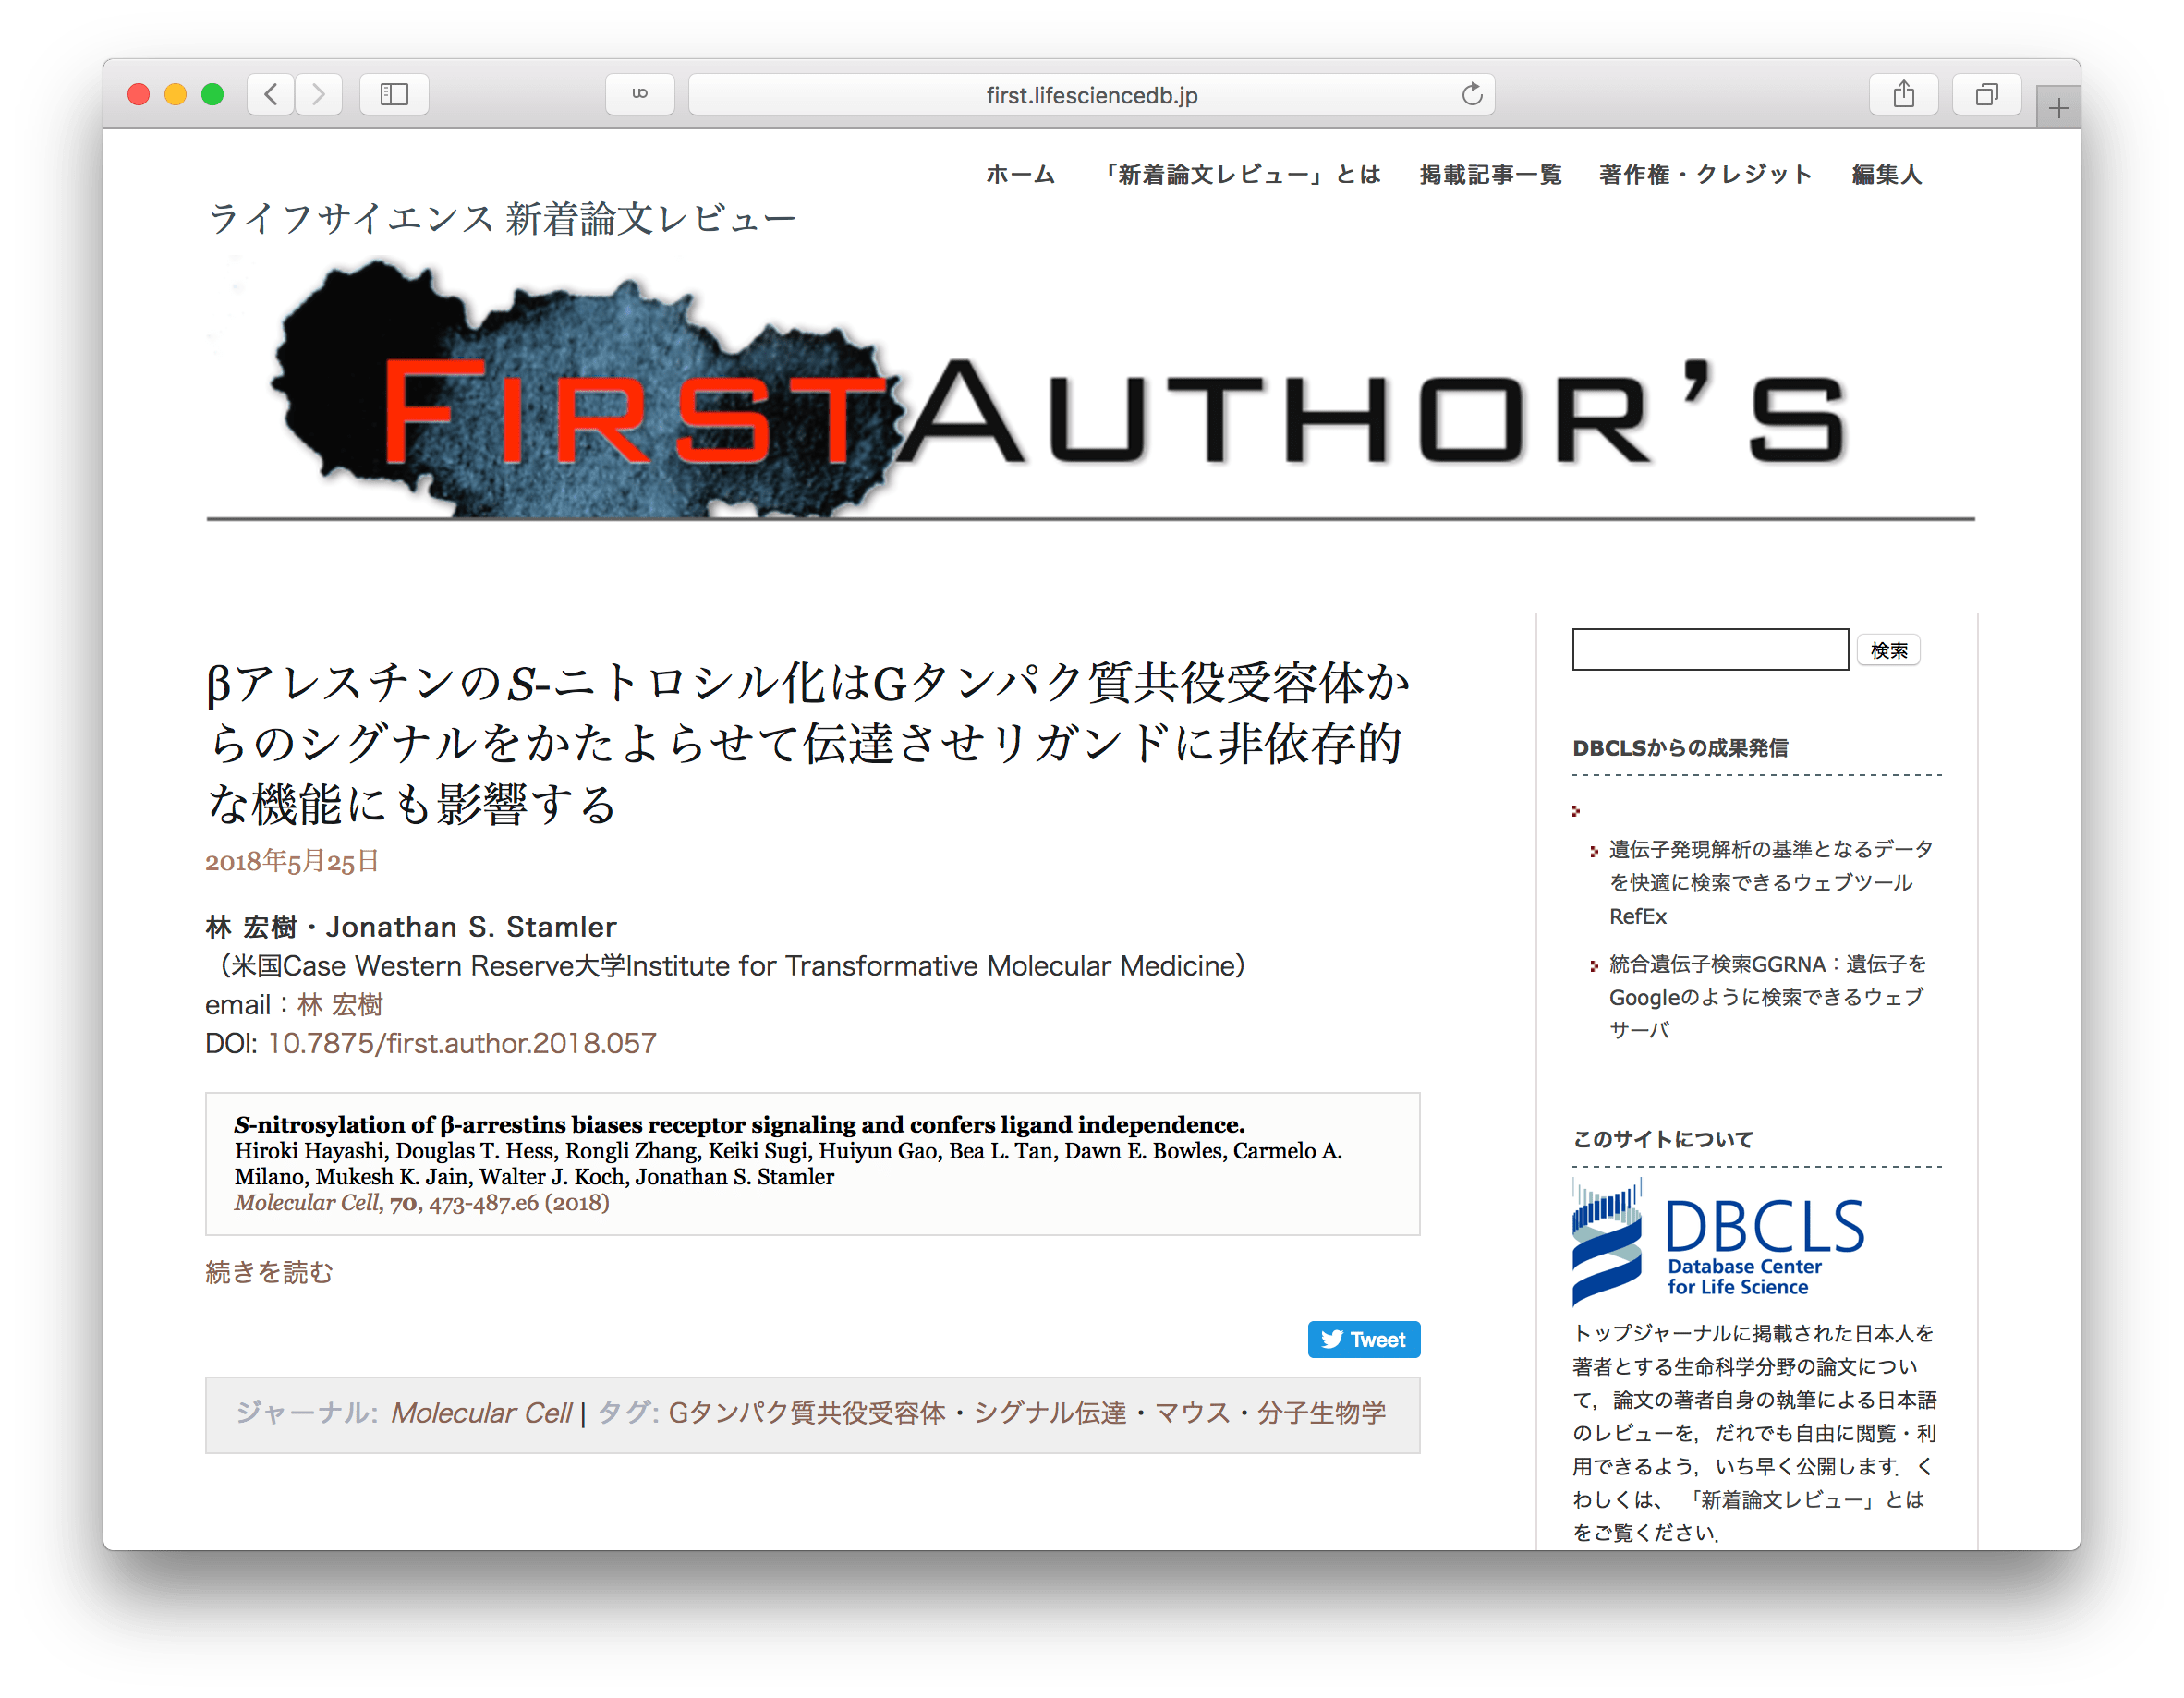 first.lifesciencedb.jp
ホーム 「新着論文レビュー」とは 掲載記事一覧 著作権・クレジット 編集人
ライフサイエンス 新着論文レビュー
FIRSTAUTHOR'S
βアレスチンのS-ニトロシル化はGタンパク質共役受容体か
らのシグナルをかたよらせて伝達させリガンドに非依存的
な機能にも影響する
2018年5月25日
林 宏樹・Jonathan S. Stamler
（米国Case Western Reserve大学Institute for Transformative Molecular Medicine）
email：林 宏樹
DOI: 10.7875/first.author.2018.057
S-nitrosylation of β-arrestins biases receptor signaling and confers ligand independence.
Hiroki Hayashi, Douglas T. Hess, Rongli Zhang, Keiki Sugi, Huiyun Gao, Bea L. Tan, Dawn E. Bowles, Carmelo A.
Milano, Mukesh K. Jain, Walter J. Koch, Jonathan S. Stamler
Molecular Cell, 70, 473-487.e6 (2018)
続きを読む
Tweet
ジャーナル: Molecular Cell | タグ: Gタンパク質共役受容体・シグナル伝達・マウス・分子生物学
検索
DBCLSからの成果発信
遺伝子発現解析の基準となるデータ
を快適に検索できるウェブツール
RefEx
統合遺伝子検索GGRNA：遺伝子を
Googleのように検索できるウェブ
サーバ
このサイトについて
DBCLS
Database Center
for Life Science
トップジャーナルに掲載された日本人を
著者とする生命科学分野の論文につい
て，論文の著者自身の執筆による日本語
のレビューを，だれでも自由に閲覧・利
用できるよう，いち早く公開します．く
わしくは、 「新着論文レビュー」とは
をご覧ください．